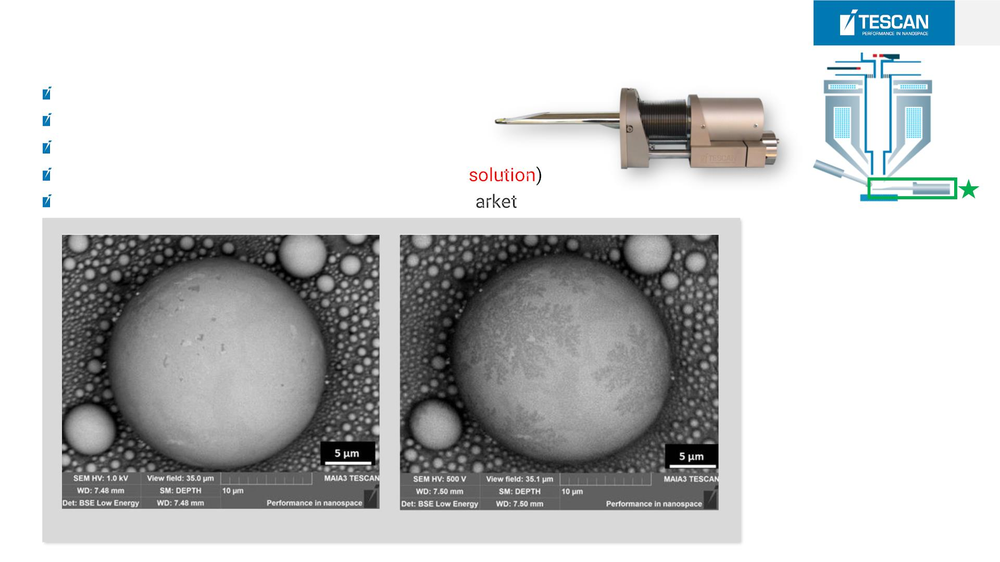 TESCAN
PERFORMANCE IN NANOSPACE
TESCAN
solution)
arket
5 µm
SEM HV: 1.0 kV View field: 35.0 µm MAIA3 TESCAN
WD: 7.48 mm SM: DEPTH 10 µm
Det: BSE Low Energy WD: 7.48 mm Performance in nanospace
5 µm
SEM HV: 500 V View field: 35.1 µm MAIA3 TESCAN
WD: 7.50 mm SM: DEPTH 10 µm
Det: BSE Low Energy WD: 7.50 mm Performance in nanospace